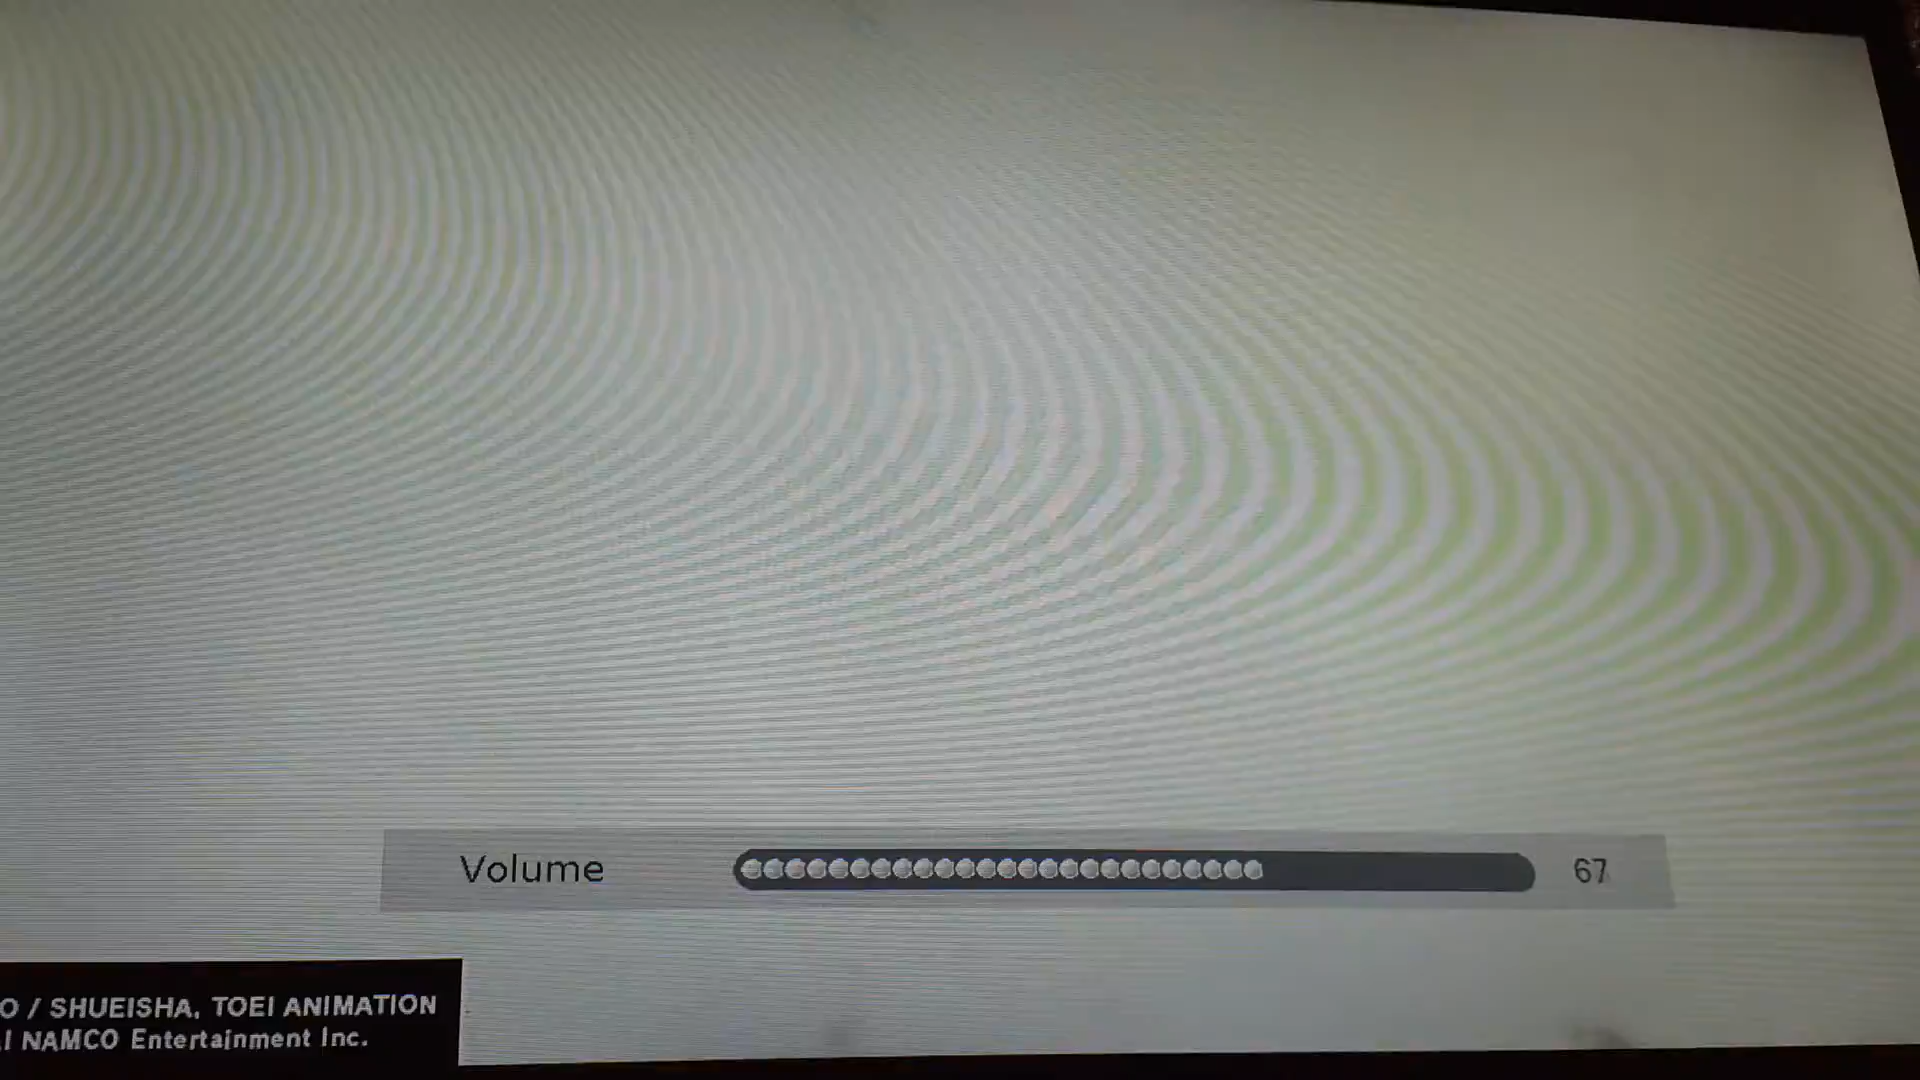 Volume 67
O / SHUEISHA, TOEI ANIMATION
I NAMCO Entertainment Inc.